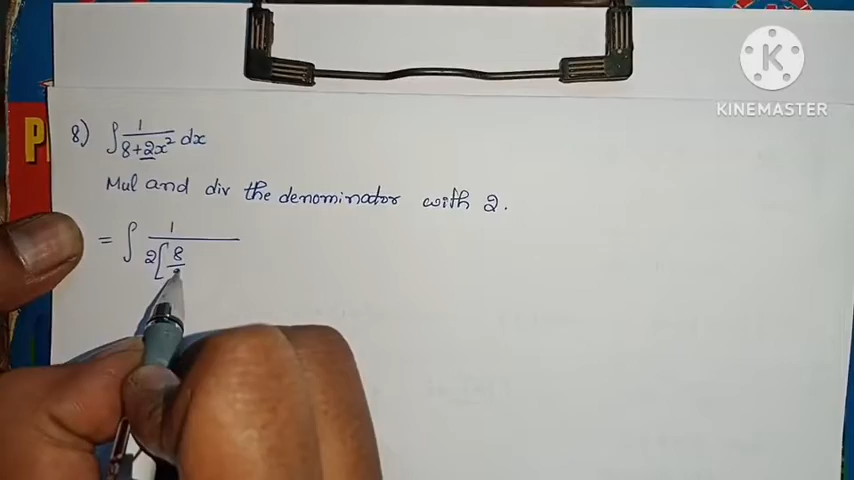 K
KINEMASTER
8) ∫ 1/(8+2x²) dx
Mul and div the denominator with 2.
= ∫ 1/2[8/